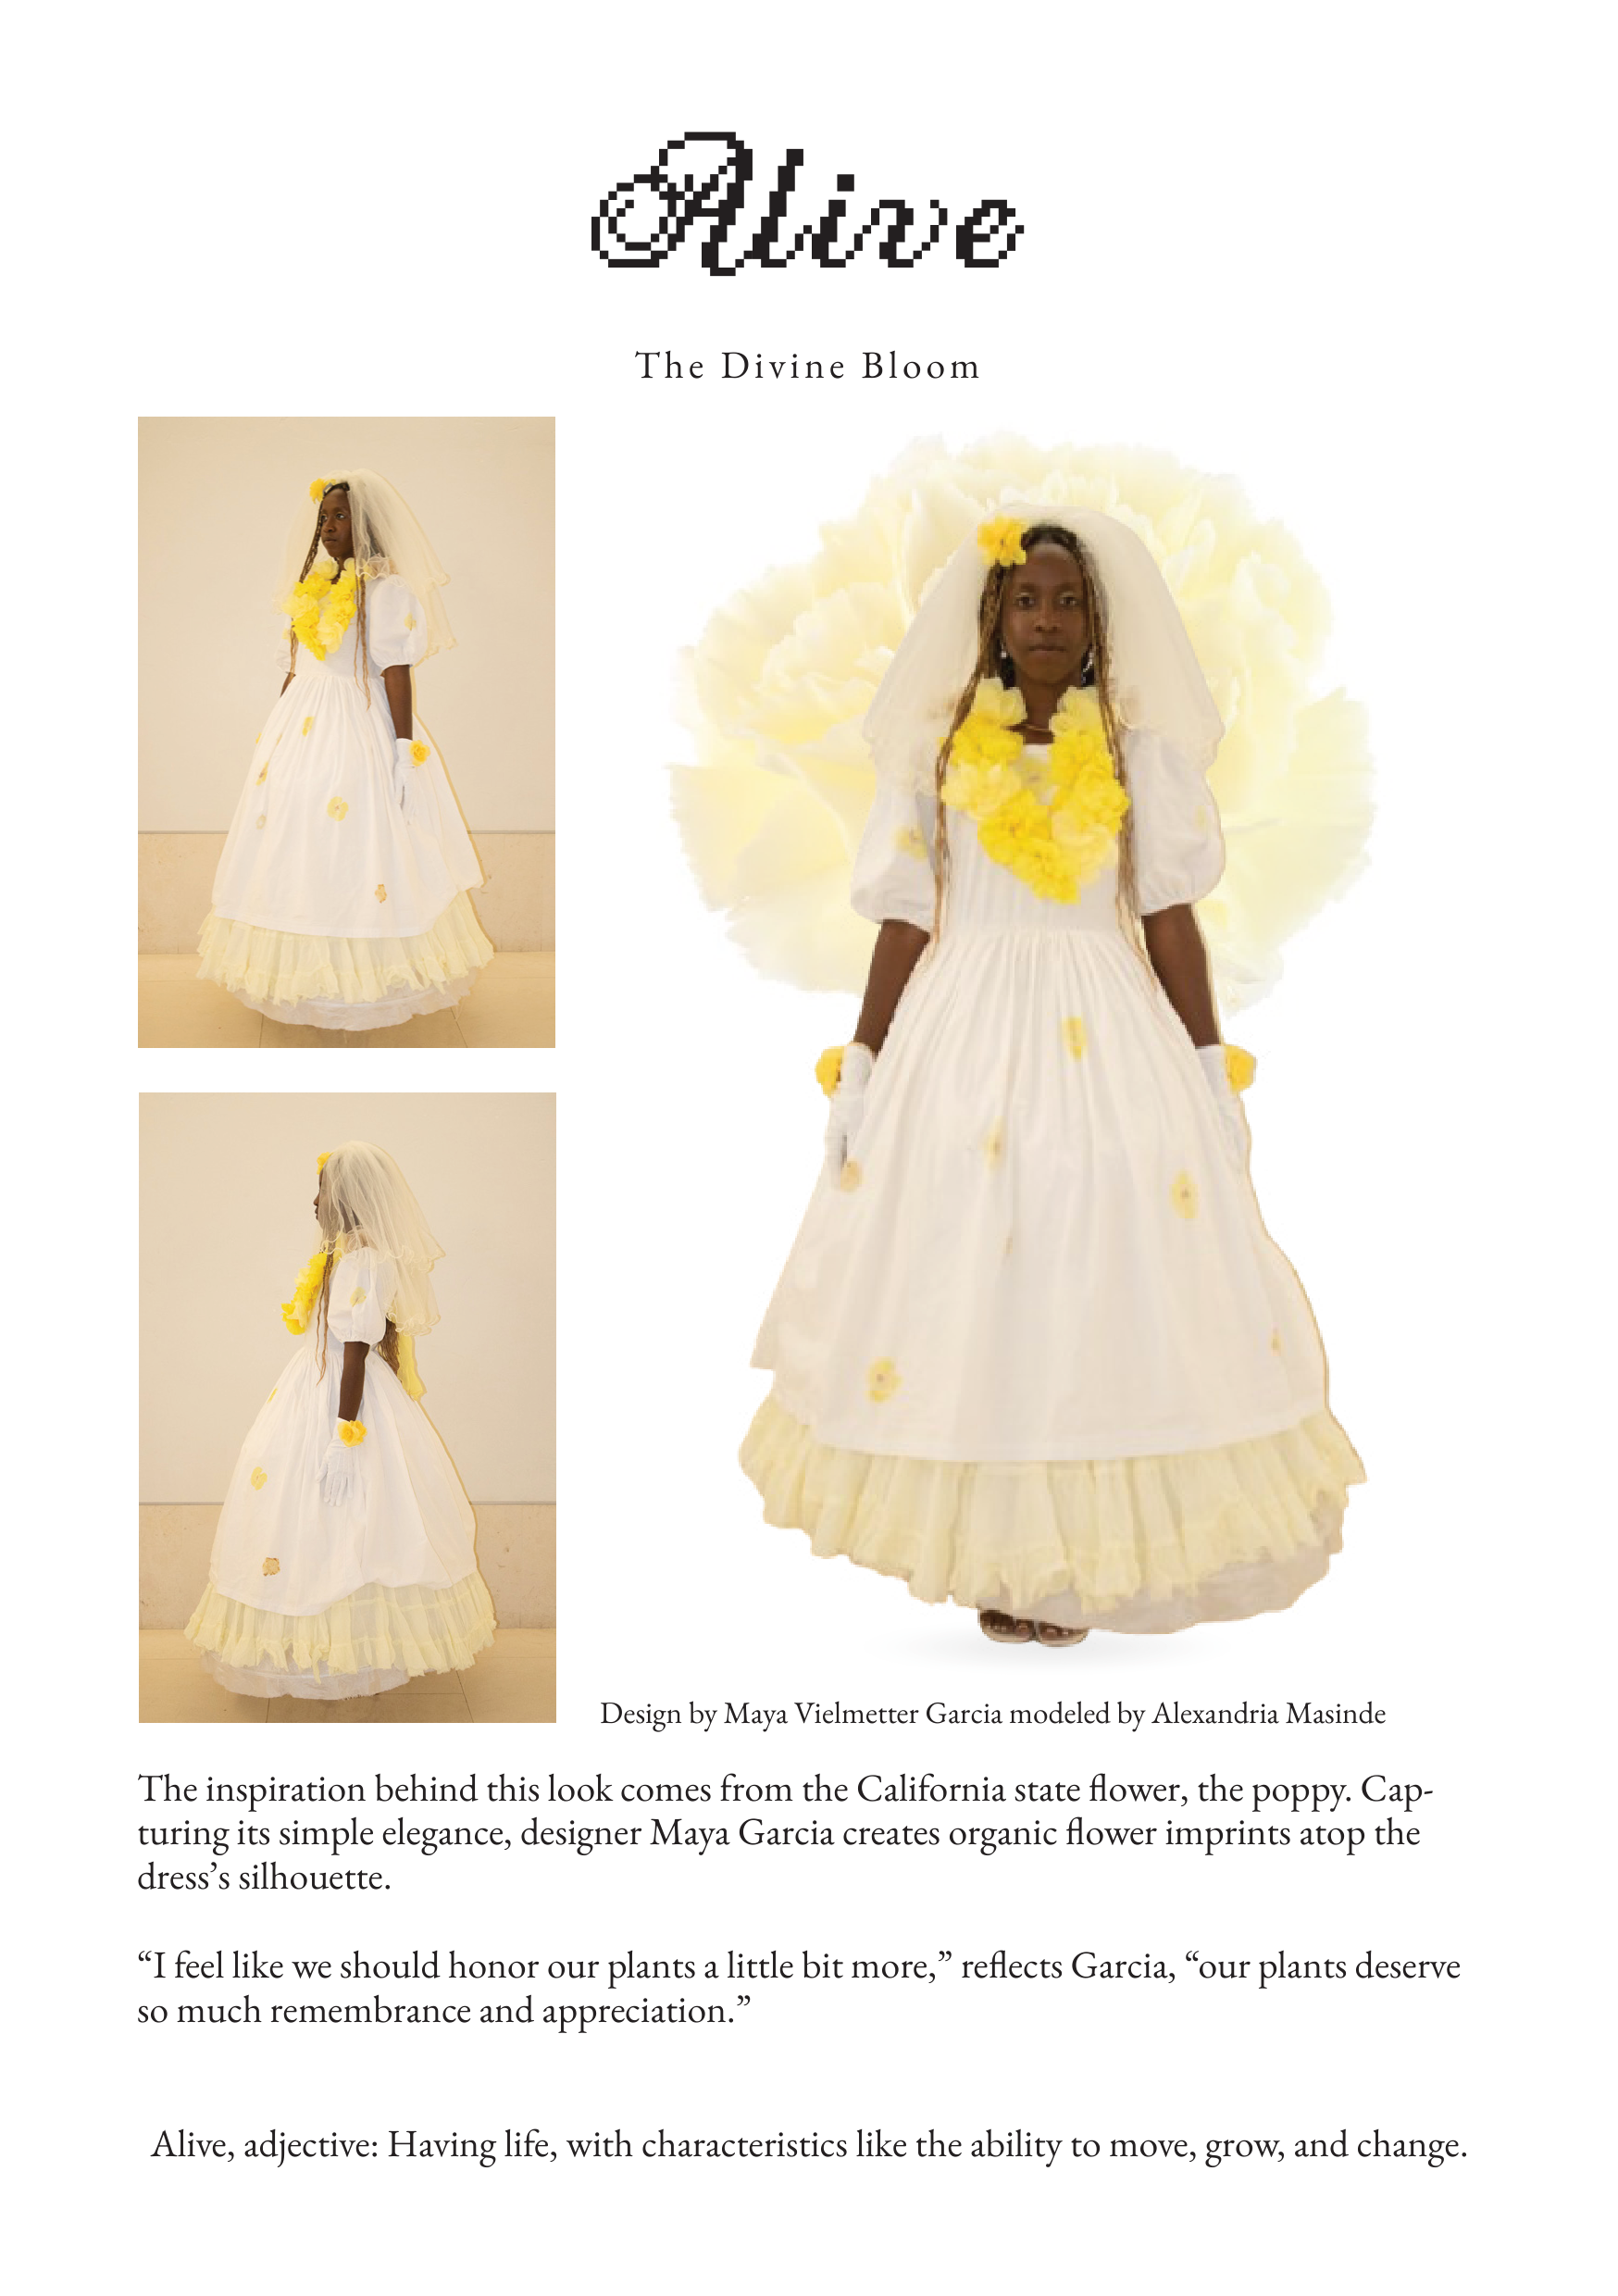 Alive
The Divine Bloom
Design by Maya Vielmetter Garcia modeled by Alexandria Masinde
The inspiration behind this look comes from the California state flower, the poppy. Cap-
turing its simple elegance, designer Maya Garcia creates organic flower imprints atop the
dress’s silhouette.
“I feel like we should honor our plants a little bit more,” reflects Garcia, “our plants deserve
so much remembrance and appreciation.”
Alive, adjective: Having life, with characteristics like the ability to move, grow, and change.